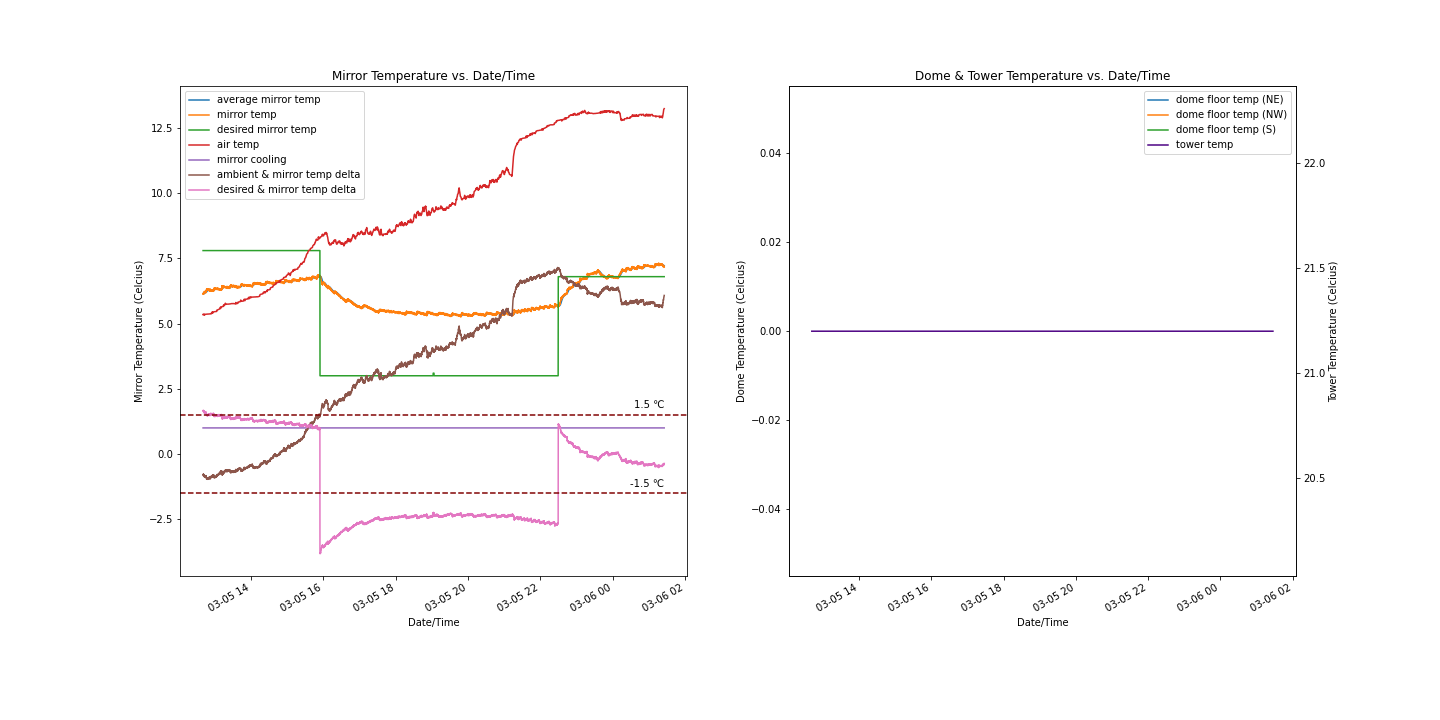 Mirror Temperature vs. Date/Time
average mirror temp
mirror temp
desired mirror temp
air temp
mirror cooling
ambient & mirror temp delta
desired & mirror temp delta
Mirror Temperature (Celcius)
12.5
10.0
7.5
5.0
2.5
0.0
−2.5
1.5 ℃
-1.5 ℃
03-05 14
03-05 16
03-05 18
03-05 20
03-05 22
03-06 00
03-06 02
Date/Time
Dome & Tower Temperature vs. Date/Time
dome floor temp (NE)
dome floor temp (NW)
dome floor temp (S)
tower temp
Dome Temperature (Celcius)
0.04
0.02
0.00
−0.02
−0.04
22.0
21.5
21.0
20.5
Tower Temperature (Celcius)
03-05 14
03-05 16
03-05 18
03-05 20
03-05 22
03-06 00
03-06 02
Date/Time